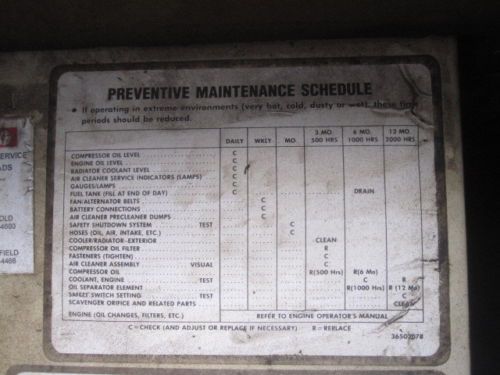 PREVENTIVE MAINTENANCE SCHEDULE
• If operating in extreme environments (very hot, cold, dusty or wet), these time
periods should be reduced.
DAILY WKLY MO. 3 MO. 500 HRS 6 MO. 1000 HRS 12 MO. 2000 HRS
COMPRESSOR OIL LEVEL C
ENGINE OIL LEVEL C
RADIATOR COOLANT LEVEL C
AIR CLEANER SERVICE INDICATORS (LAMPS) C
GAUGES/LAMPS C
FUEL TANK (FILL AT END OF DAY) C DRAIN
FAN/ALTERNATOR BELTS C
BATTERY CONNECTIONS C
AIR CLEANER PRECLEANER DUMPS C
SAFETY SHUTDOWN SYSTEM TEST C
HOSES (OIL, AIR, INTAKE, ETC.) C
COOLER/RADIATOR-EXTERIOR CLEAN
COMPRESSOR OIL FILTER R
FASTENERS (TIGHTEN) C
AIR CLEANER ASSEMBLY VISUAL C
COMPRESSOR OIL R(500 Hrs) R(6 Mo)
COOLANT, ENGINE TEST C R
OIL SEPARATOR ELEMENT R(1000 Hrs) R (12 Mo)
SAFETY SWITCH SETTING TEST C
SCAVENGER ORIFICE AND RELATED PARTS CLEAN
ENGINE (OIL CHANGES, FILTERS, ETC.) REFER TO ENGINE OPERATOR'S MANUAL
C=CHECK (AND ADJUST OR REPLACE IF NECESSARY) R=REPLACE
SERVICE
OLD
FIELD